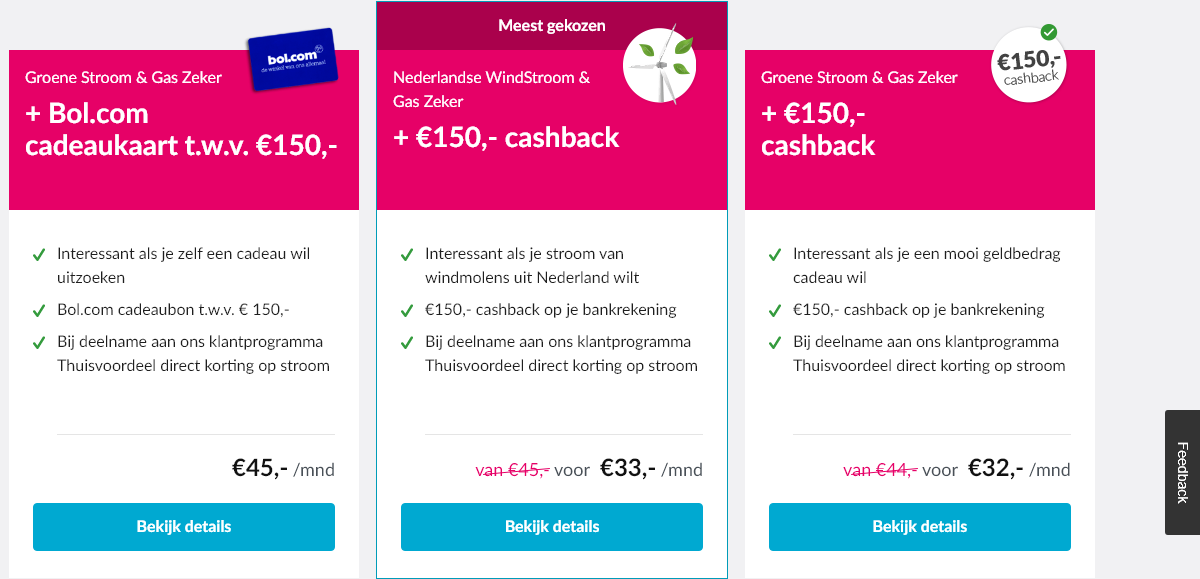 bol.com
de winkel van ons allemaal
Groene Stroom & Gas Zeker
+ Bol.com
cadeaukaart t.w.v. €150,-
Interessant als je zelf een cadeau wil
uitzoeken
Bol.com cadeaubon t.w.v. € 150,-
Bij deelname aan ons klantprogramma
Thuisvoordeel direct korting op stroom
€45,- /mnd
Bekijk details
Meest gekozen
Nederlandse WindStroom &
Gas Zeker
+ €150,- cashback
Interessant als je stroom van
windmolens uit Nederland wilt
€150,- cashback op je bankrekening
Bij deelname aan ons klantprogramma
Thuisvoordeel direct korting op stroom
van €45,- voor €33,- /mnd
Bekijk details
€150,-
cashback
Groene Stroom & Gas Zeker
+ €150,-
cashback
Interessant als je een mooi geldbedrag
cadeau wil
€150,- cashback op je bankrekening
Bij deelname aan ons klantprogramma
Thuisvoordeel direct korting op stroom
van €44,- voor €32,- /mnd
Bekijk details
Feedback